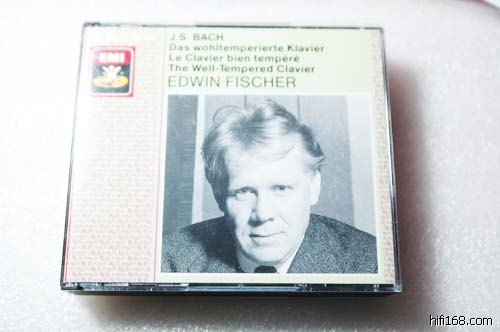 J.S. BACH
Das wohltemperierte Klavier
Le Clavier bien tempéré
The Well-Tempered Clavier
EDWIN FISCHER
EMI
hifi168.com